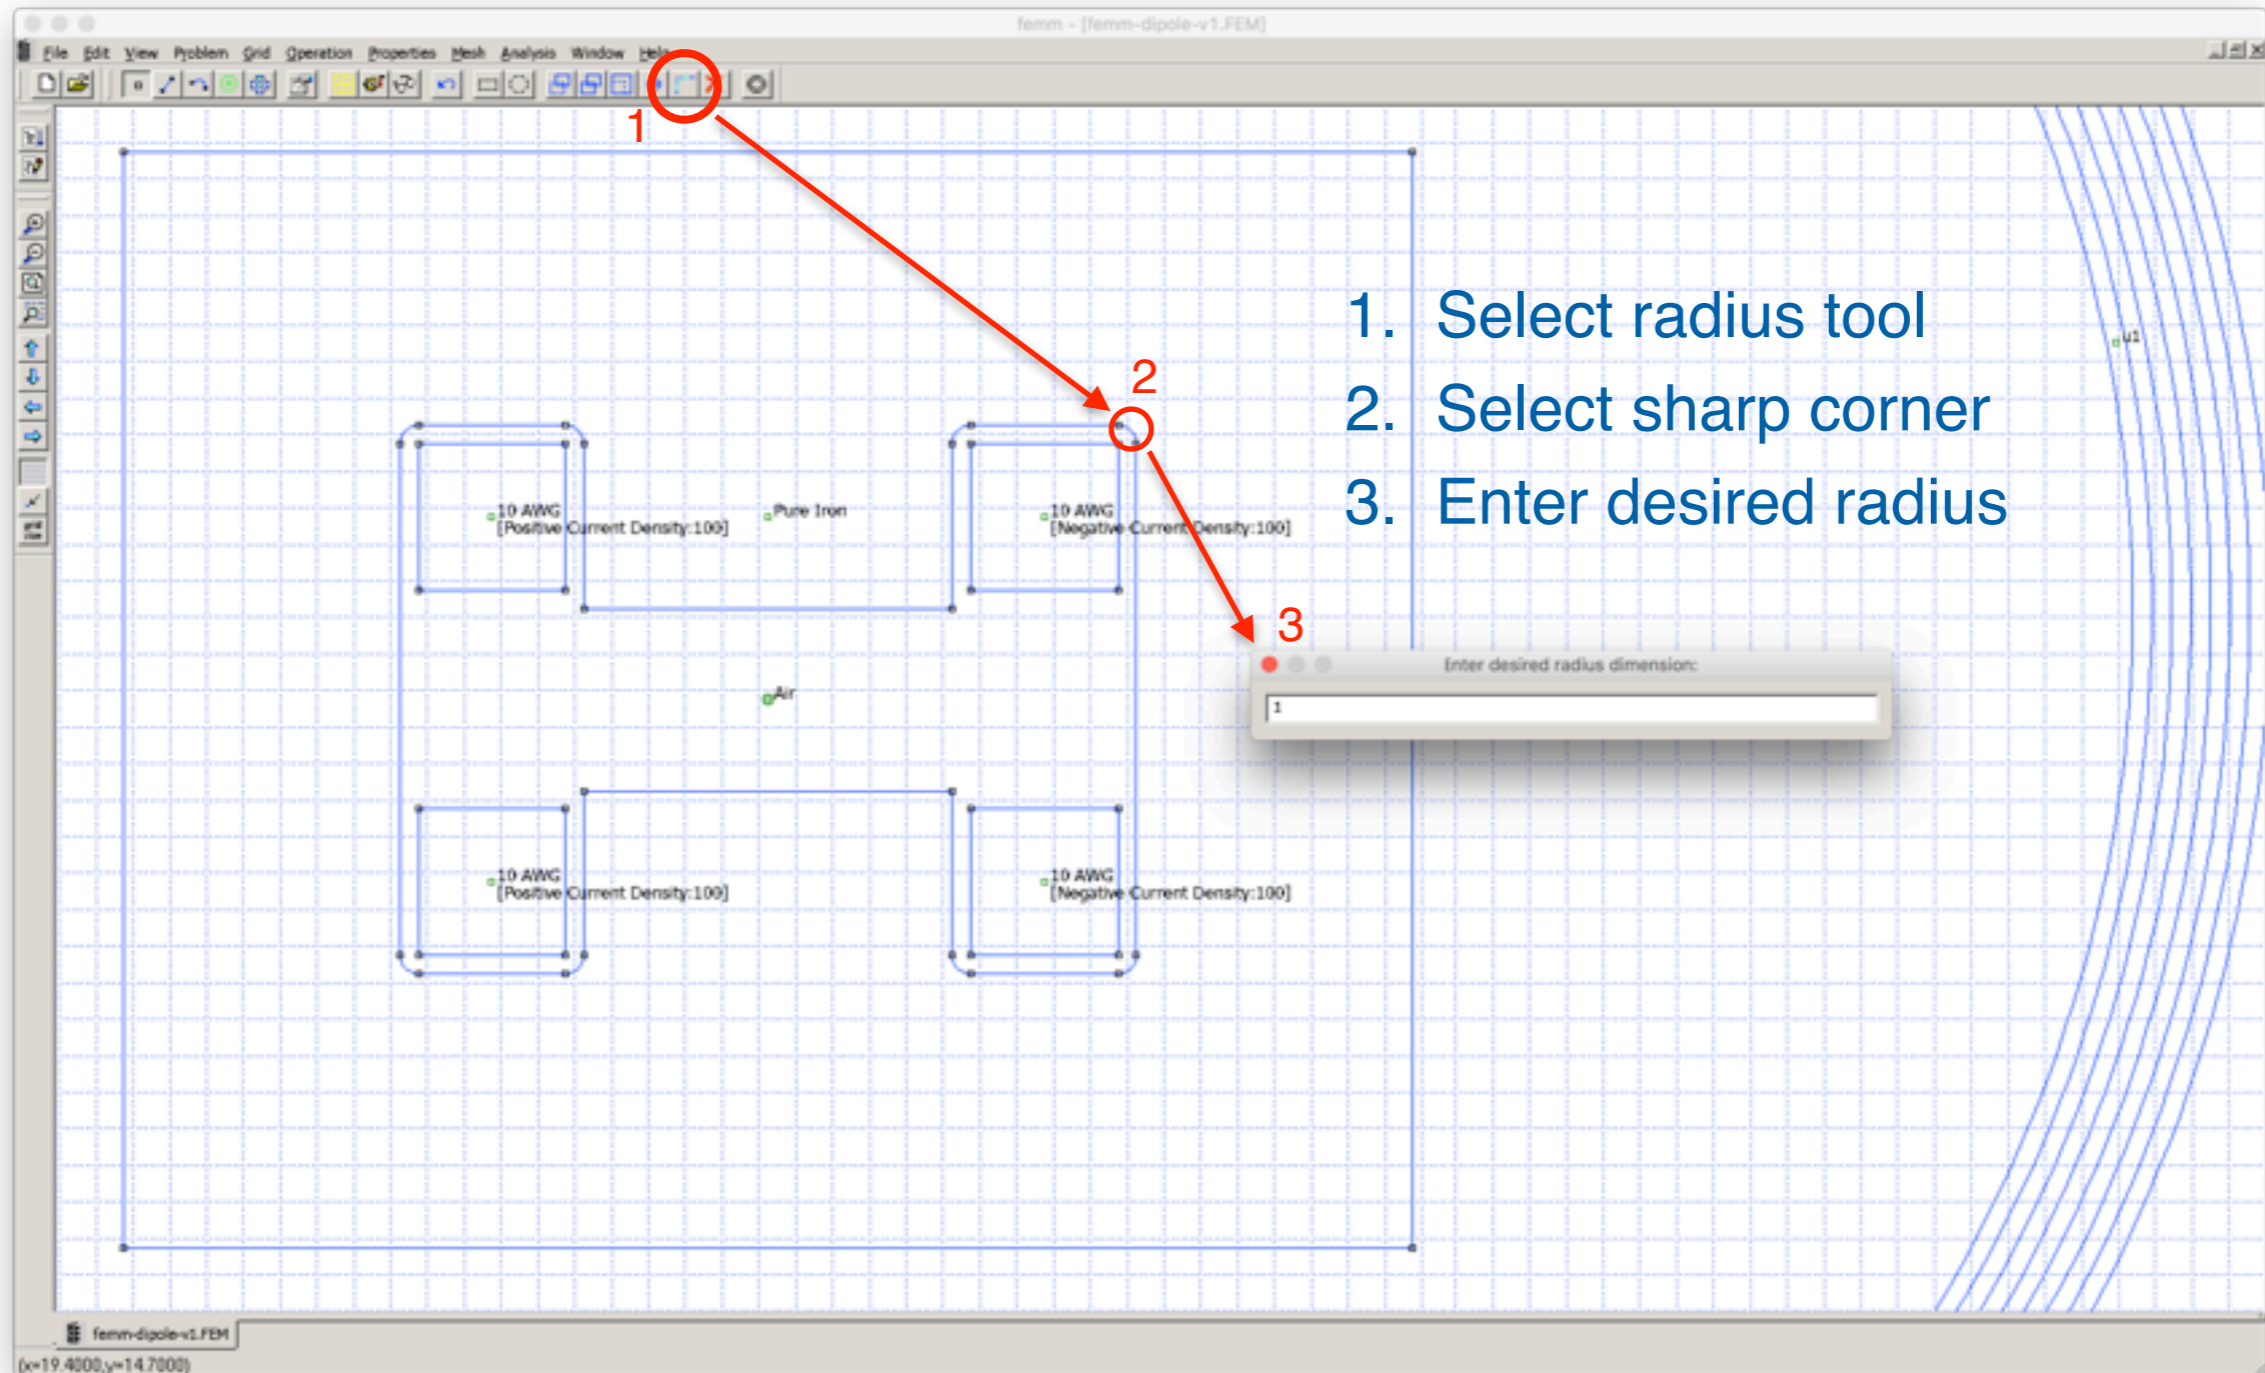 femm - [femm-dipole-v1.FEM]
File Edit View Problem Grid Operation Properties Mesh Analysis Window Help
1
2
1. Select radius tool
u1
2. Select sharp corner
3. Enter desired radius
10 AWG
[Positive Current Density:100]
Pure Iron
10 AWG
[Negative Current Density:100]
3
Enter desired radius dimension:
1
Air
10 AWG
[Positive Current Density:100]
10 AWG
[Negative Current Density:100]
femm-dipole-v1.FEM
(x=19.4000,y=14.7000)